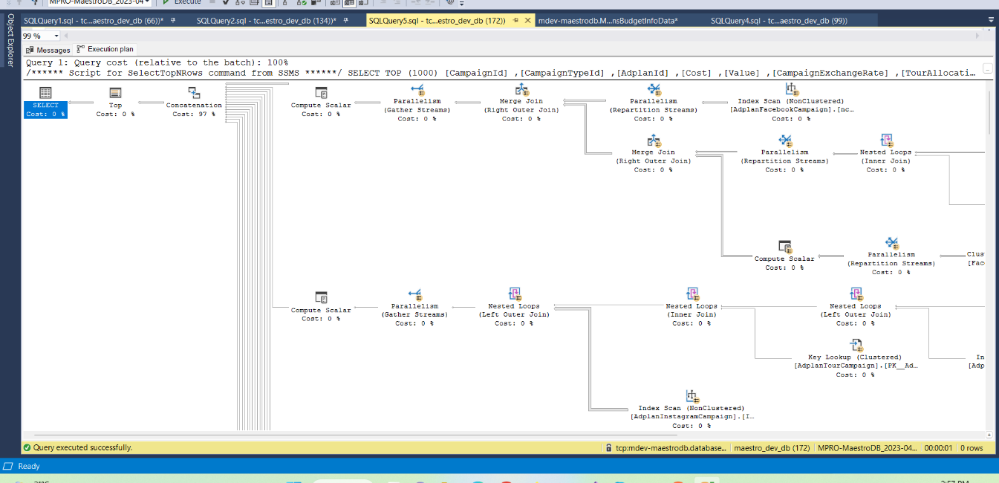 MPRO-MaestroDB_2023-04 Execute
SQLQuery1.sql - tc...aestro_dev_db (66))* SQLQuery2.sql - tc...estro_dev_db (134))* SQLQuery5.sql - tc...estro_dev_db (172)) mdev-maestrodb.M...nsBudgetInfoData* SQLQuery4.sql - tc...aestro_dev_db (99))
Object Explorer
99 %
Messages Execution plan
Query 1: Query cost (relative to the batch): 100%
/****** Script for SelectTopNRows command from SSMS ******/ SELECT TOP (1000) [CampaignId] ,[CampaignTypeId] ,[AdplanId] ,[Cost] ,[Value] ,[CampaignExchangeRate] ,[TourAllocati...
SELECT
Cost: 0 %
Top
Cost: 0 %
Concatenation
Cost: 97 %
Compute Scalar
Cost: 0 %
Parallelism
(Gather Streams)
Cost: 0 %
Merge Join
(Right Outer Join)
Cost: 0 %
Parallelism
(Repartition Streams)
Cost: 0 %
Index Scan (NonClustered)
[AdplanFacebookCampaign].[nc...
Cost: 0 %
Merge Join
(Right Outer Join)
Cost: 0 %
Parallelism
(Repartition Streams)
Cost: 0 %
Nested Loops
(Inner Join)
Cost: 0 %
Compute Scalar
Cost: 0 %
Parallelism
(Repartition Streams)
Cost: 0 %
Clus
[Fac
Compute Scalar
Cost: 0 %
Parallelism
(Gather Streams)
Cost: 0 %
Nested Loops
(Left Outer Join)
Cost: 0 %
Nested Loops
(Inner Join)
Cost: 0 %
Nested Loops
(Left Outer Join)
Cost: 0 %
Key Lookup (Clustered)
[AdplanTourCampaign].[PK__Ad...
Cost: 0 %
In
[Adp
Index Scan (NonClustered)
[AdplanInstagramCampaign].[I...
Cost: 0 %
Query executed successfully. tcp:mdev-maestrodb.database... maestro_dev_db (172) MPRO-MaestroDB_2023-04... 00:00:01 0 rows
Ready